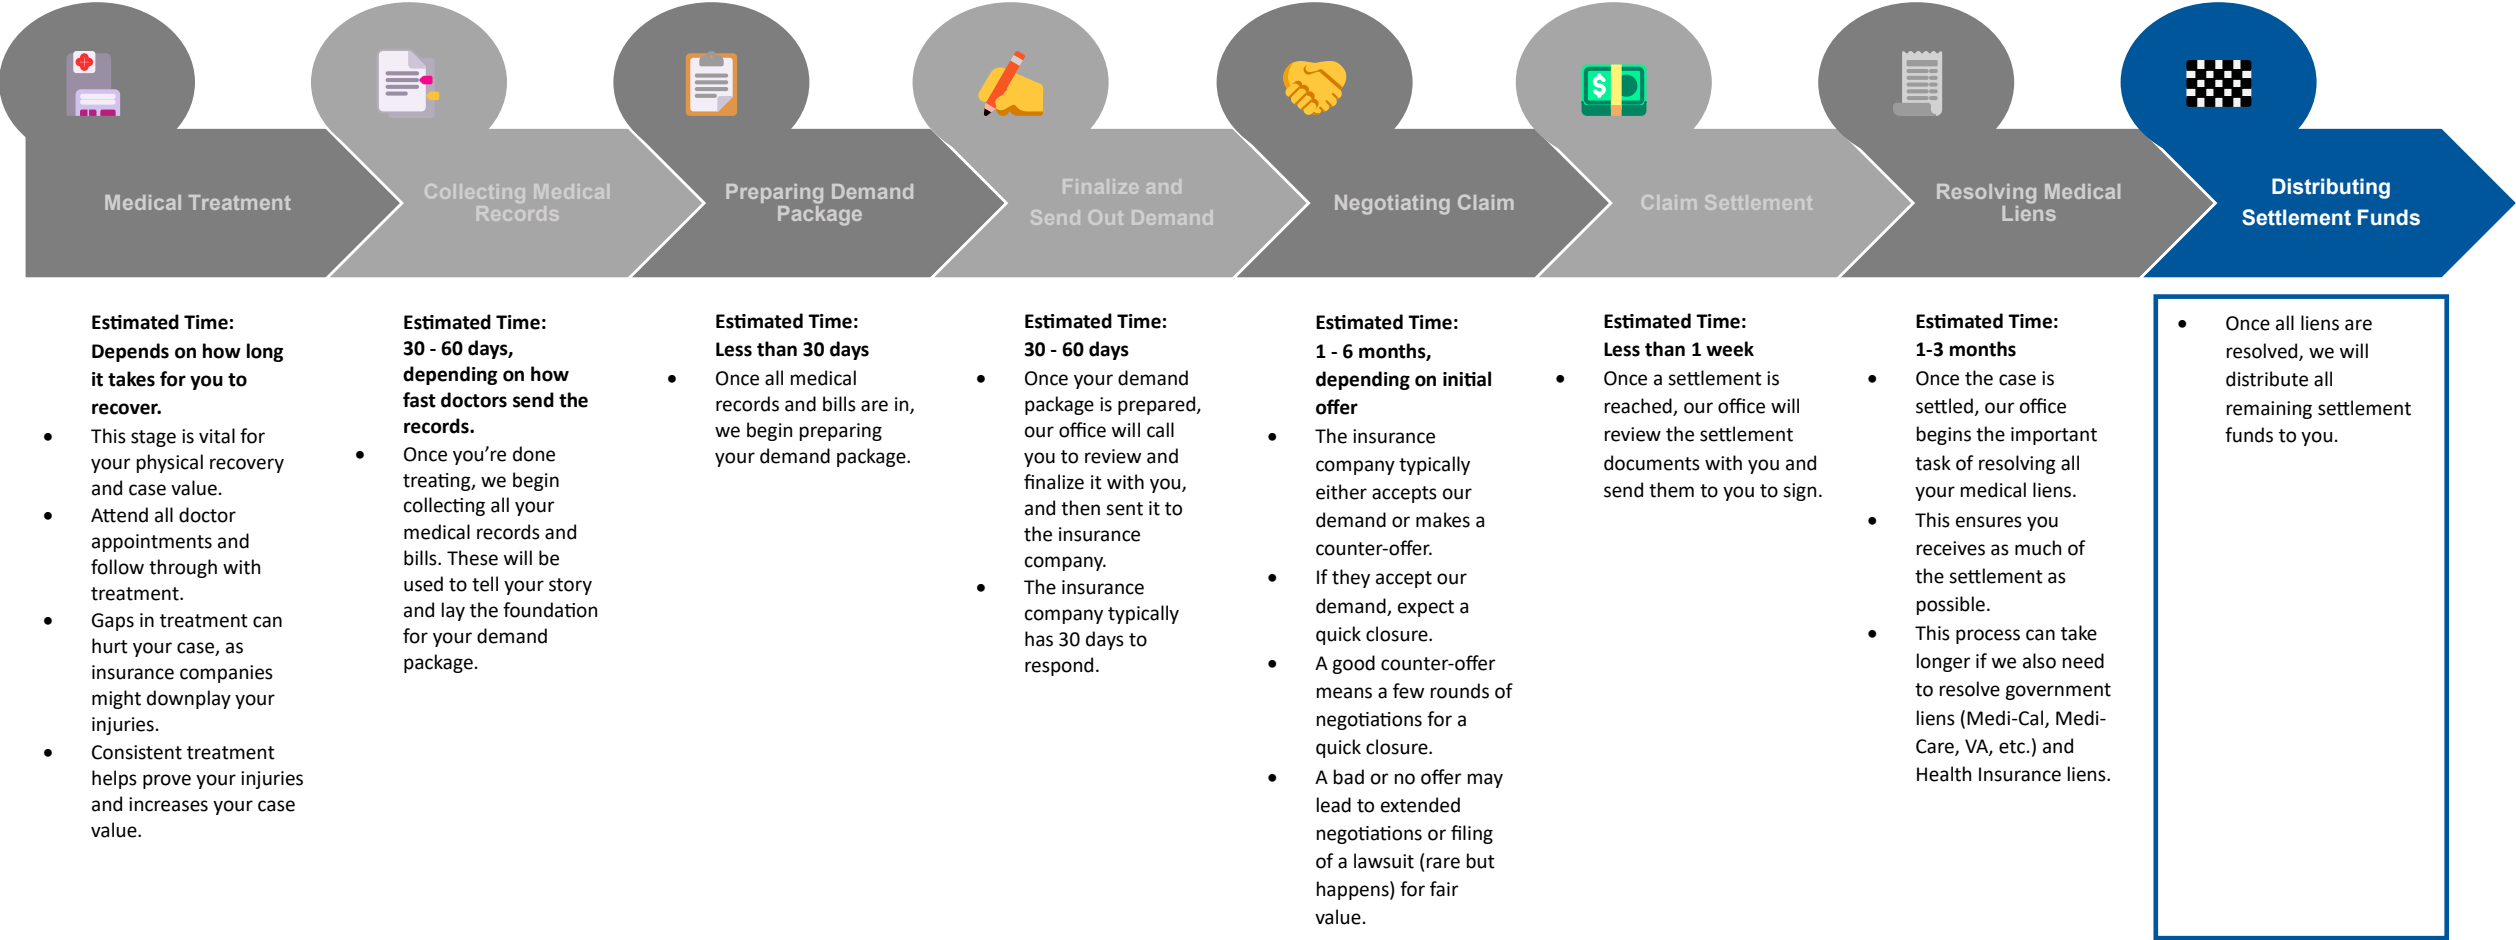 Medical Treatment
Collecting Medical
Records
Preparing Demand
Package
Finalize and
Send Out Demand
Negotiating Claim
Claim Settlement
Resolving Medical
Liens
Distributing
Settlement Funds
Estimated Time:
Depends on how long
it takes for you to
recover.
• This stage is vital for
your physical recovery
and case value.
• Attend all doctor
appointments and
follow through with
treatment.
• Gaps in treatment can
hurt your case, as
insurance companies
might downplay your
injuries.
• Consistent treatment
helps prove your injuries
and increases your case
value.
Estimated Time:
30 - 60 days,
depending on how
fast doctors send the
records.
• Once you’re done
treating, we begin
collecting all your
medical records and
bills. These will be
used to tell your story
and lay the foundation
for your demand
package.
Estimated Time:
Less than 30 days
• Once all medical
records and bills are in,
we begin preparing
your demand package.
Estimated Time:
30 - 60 days
• Once your demand
package is prepared,
our office will call
you to review and
finalize it with you,
and then sent it to
the insurance
company.
• The insurance
company typically
has 30 days to
respond.
Estimated Time:
1 - 6 months,
depending on initial
offer
• The insurance
company typically
either accepts our
demand or makes a
counter-offer.
• If they accept our
demand, expect a
quick closure.
• A good counter-offer
means a few rounds of
negotiations for a
quick closure.
• A bad or no offer may
lead to extended
negotiations or filing
of a lawsuit (rare but
happens) for fair
value.
Estimated Time:
Less than 1 week
• Once a settlement is
reached, our office will
review the settlement
documents with you and
send them to you to sign.
Estimated Time:
1-3 months
• Once the case is
settled, our office
begins the important
task of resolving all
your medical liens.
• This ensures you
receives as much of
the settlement as
possible.
• This process can take
longer if we also need
to resolve government
liens (Medi-Cal, Medi-
Care, VA, etc.) and
Health Insurance liens.
• Once all liens are
resolved, we will
distribute all
remaining settlement
funds to you.